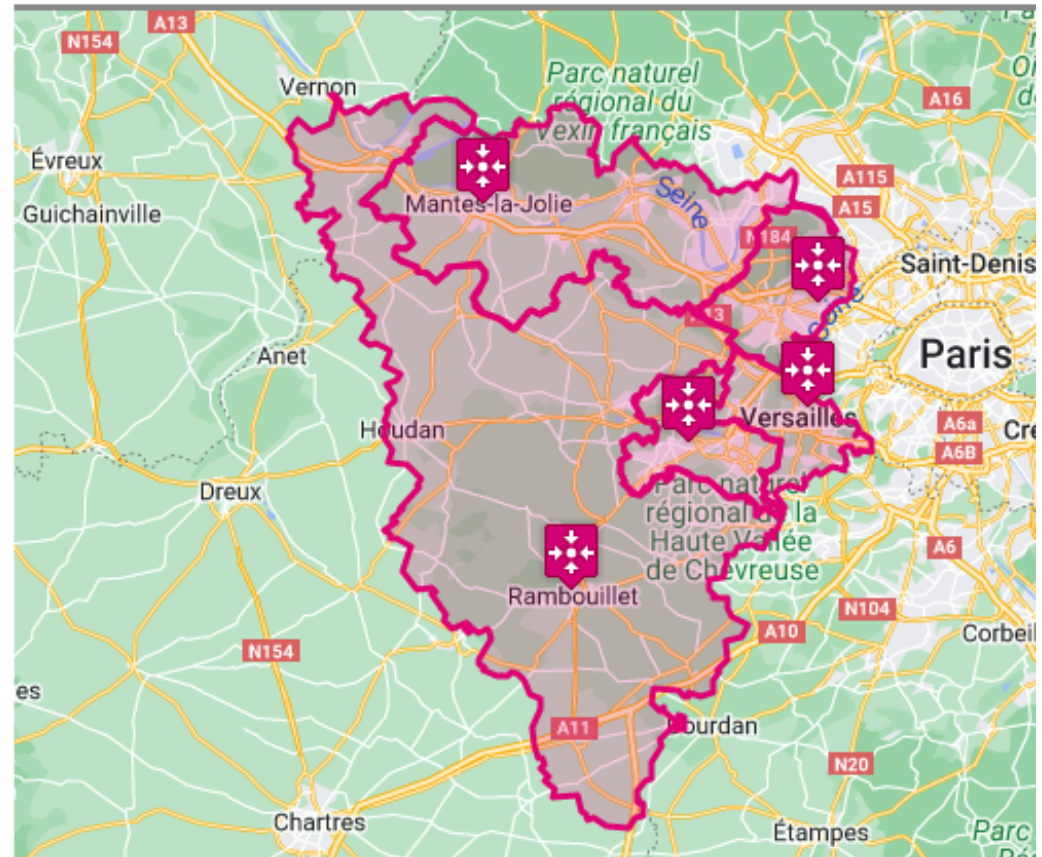 A13
N154
Vernon
Parc naturel
régional du
Vexin français
A16
Évreux
A115
Guichainville
Mantes-la-Jolie
Seine
A15
N184
Saint-Denis
A13
Seine
Anet
Paris
Houdan
Versailles
A6a
A6B
Dreux
Parc naturel
régional de la
Haute Vallée
de Chevreuse
A6
Rambouillet
N104
A10
Corbeil
N154
es
A11
Dourdan
N20
Chartres
Étampes
Parc